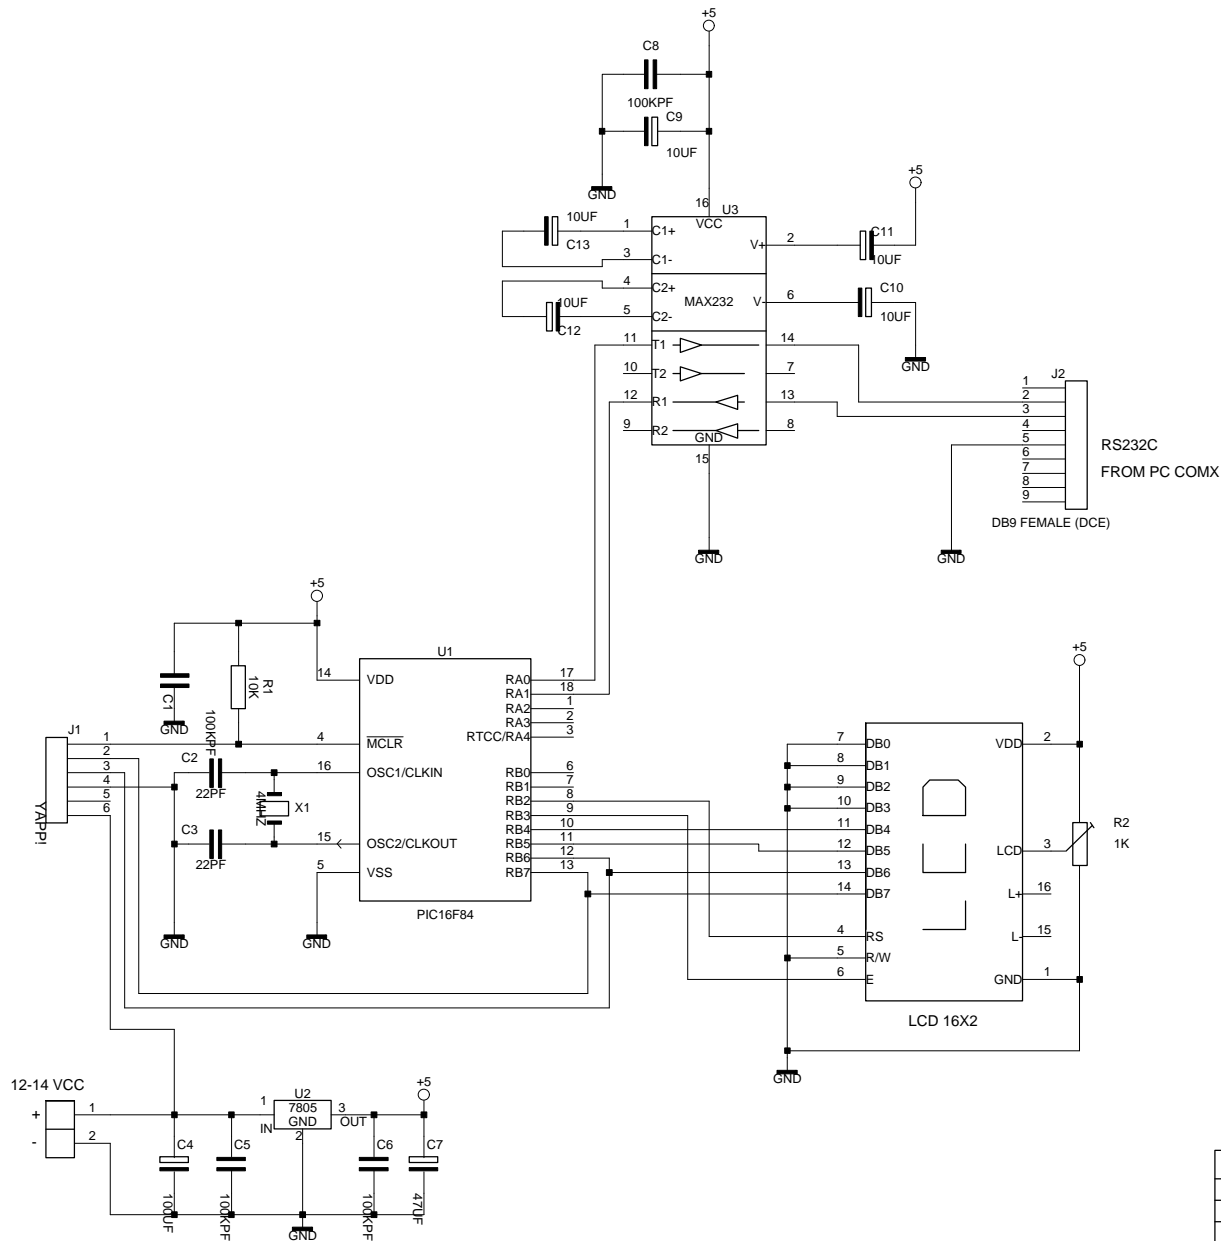 +5
C8
100KPF
C9
10UF
GND
+5
16
U3
VCC
10UF
C13
1
C1+
3
C1-
V+
2
C11
10UF
4
C2+
10UF
C12
5
C2-
MAX232
V-
6
C10
10UF
GND
11
T1
14
10
T2
7
12
R1
13
9
R2
8
GND
15
GND
J2
1
2
3
4
5
6
7
8
9
RS232C
FROM PC COMX
DB9 FEMALE (DCE)
GND
+5
C1
100KPF
GND
R1
10K
U1
14
VDD
4
MCLR
16
OSC1/CLKIN
15
OSC2/CLKOUT
5
VSS
RA0
17
RA1
18
RA2
1
RA3
2
RTCC/RA4
3
RB0
6
RB1
7
RB2
8
RB3
9
RB4
10
RB5
11
RB6
12
RB7
13
PIC16F84
J1
1
2
3
4
5
6
YAPP!
C2
22PF
C3
22PF
X1
4MHZ
GND
GND
+5
7
DB0
8
DB1
9
DB2
10
DB3
11
DB4
12
DB5
13
DB6
14
DB7
4
RS
5
R/W
6
E
VDD
2
LCD
3
L+
16
L-
15
GND
1
LCD
R2
1K
LCD 16X2
GND
12-14 VCC
+
1
-
2
C4
100UF
C5
100KPF
U2
7805
GND
1
IN
3
OUT
2
GND
C6
100KPF
+5
C7
47UF